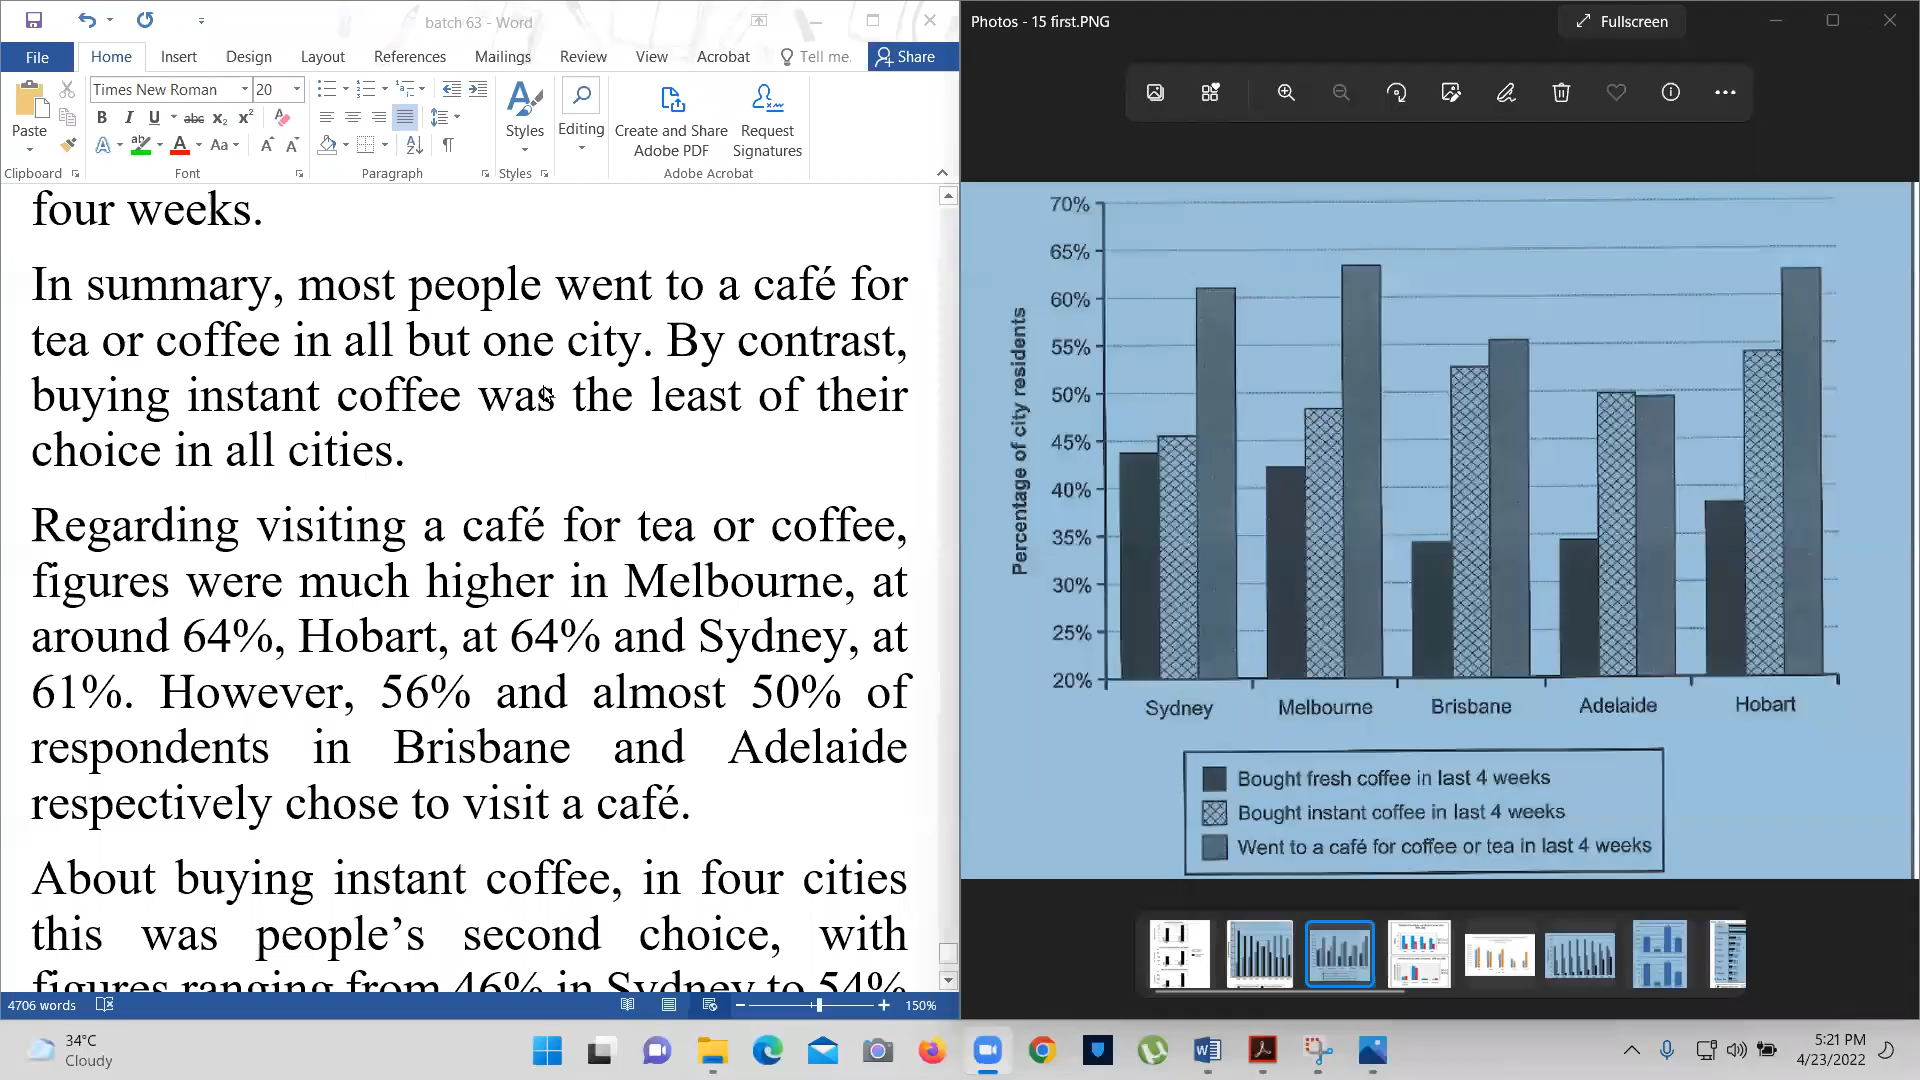 batch 63 - Word
File Home Insert Design Layout References Mailings Review View Acrobat Tell me. Share
Times New Roman 20
Paste
Styles
Editing
Create and Share
Adobe PDF
Request
Signatures
Clipboard Font Paragraph Styles Adobe Acrobat
four weeks.
In summary, most people went to a café for
tea or coffee in all but one city. By contrast,
buying instant coffee was the least of their
choice in all cities.
Regarding visiting a café for tea or coffee,
figures were much higher in Melbourne, at
around 64%, Hobart, at 64% and Sydney, at
61%. However, 56% and almost 50% of
respondents in Brisbane and Adelaide
respectively chose to visit a café.
About buying instant coffee, in four cities
this was people’s second choice, with
figures ranging from 46% in Sydney to 54%
4706 words
150%
Photos - 15 first.PNG
Fullscreen
Percentage of city residents
70%
65%
60%
55%
50%
45%
40%
35%
30%
25%
20%
Sydney Melbourne Brisbane Adelaide Hobart
Bought fresh coffee in last 4 weeks
Bought instant coffee in last 4 weeks
Went to a café for coffee or tea in last 4 weeks
34°C
Cloudy
5:21 PM
4/23/2022